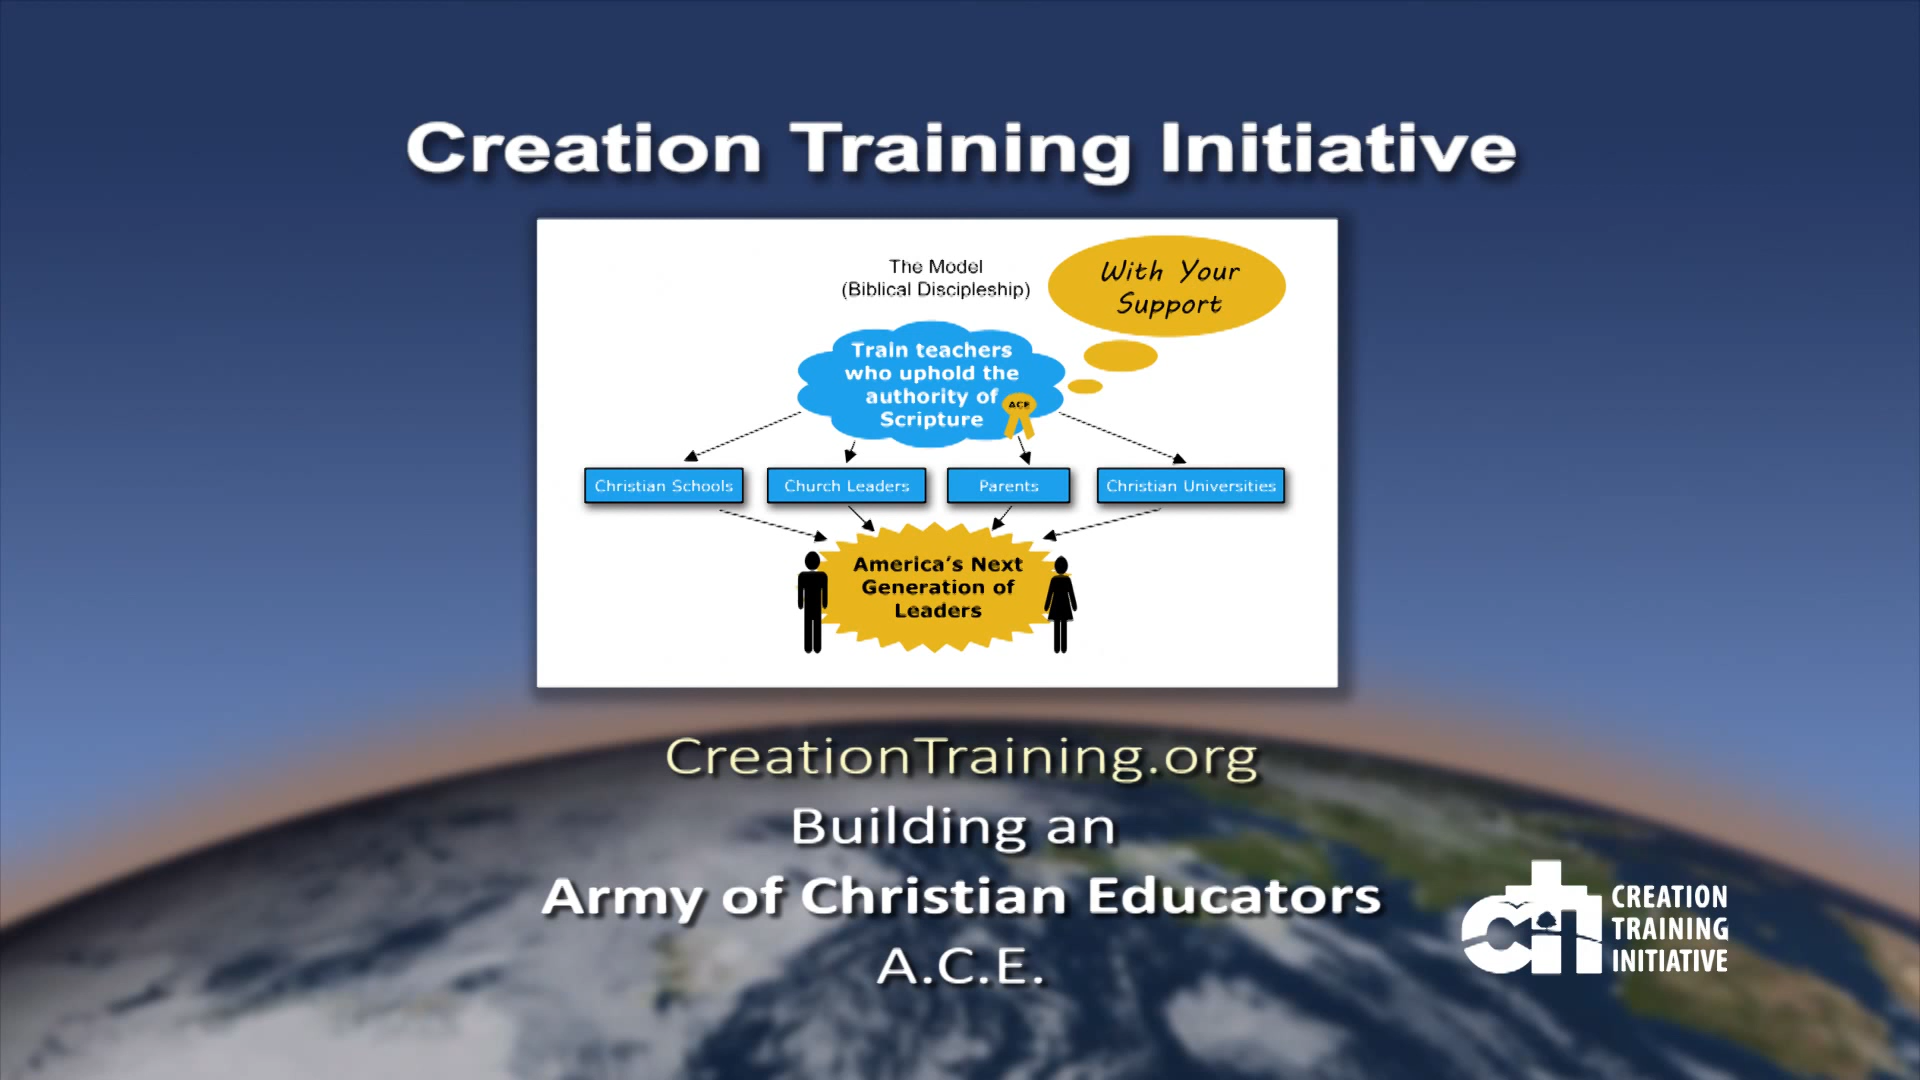 Creation Training Initiative
The Model
(Biblical Discipleship)
With Your
Support
Train teachers
who uphold the
authority of
Scripture
ACE
Christian Schools
Church Leaders
Parents
Christian Universities
America's Next
Generation of
Leaders
CreationTraining.org
Building an
Army of Christian Educators
A.C.E.
CREATION
TRAINING
INITIATIVE